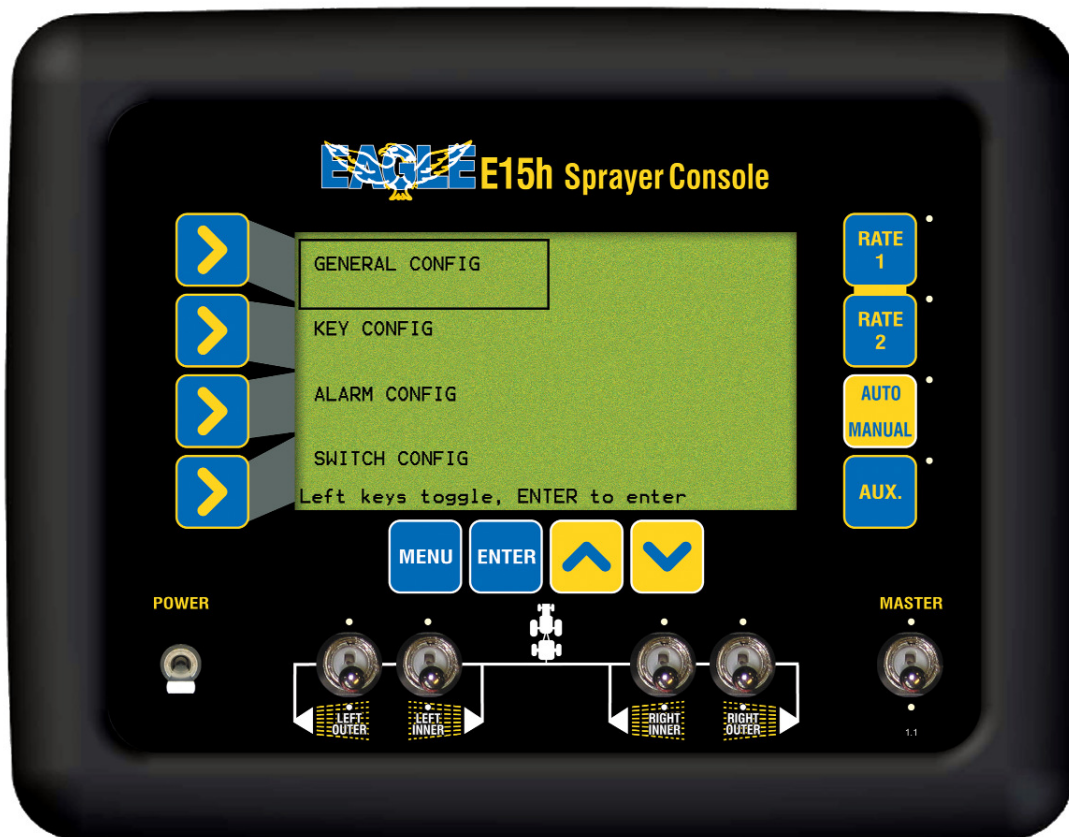 EAGLE E15h Sprayer Console
GENERAL CONFIG
KEY CONFIG
ALARM CONFIG
SWITCH CONFIG
Left keys toggle, ENTER to enter
RATE
1
RATE
2
AUTO
MANUAL
AUX.
MENU ENTER
POWER
MASTER
LEFT
OUTER
LEFT
INNER
RIGHT
INNER
RIGHT
OUTER
1.1